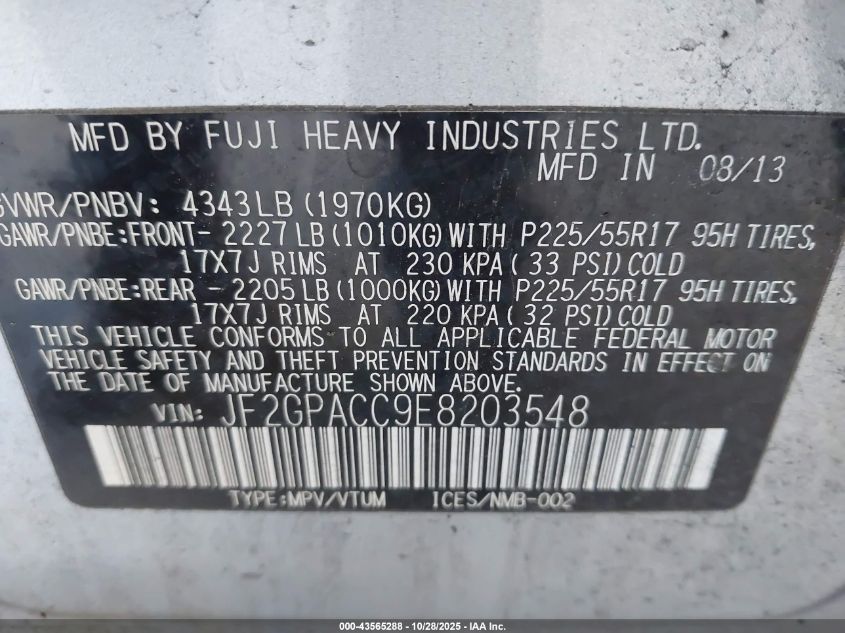 MFD BY FUJI HEAVY INDUSTRIES LTD.
MFD IN 08/13
GVWR/PNBV: 4343LB (1970KG)
GAWR/PNBE:FRONT- 2227LB (1010KG) WITH P225/55R17 95H TIRES,
17X7J RIMS AT 230 KPA (33 PSI) COLD
GAWR/PNBE:REAR - 2205LB (1000KG) WITH P225/55R17 95H TIRES,
17X7J RIMS AT 220 KPA (32 PSI) COLD
THIS VEHICLE CONFORMS TO ALL APPLICABLE FEDERAL MOTOR
VEHICLE SAFETY AND THEFT PREVENTION STANDARDS IN EFFECT ON
THE DATE OF MANUFACTURE SHOWN ABOVE.
VIN: JF2GPACC9E8203548
TYPE:MPV/VTUM ICES/NMB-002
000-43565288 - 10/28/2025 - IAA Inc.